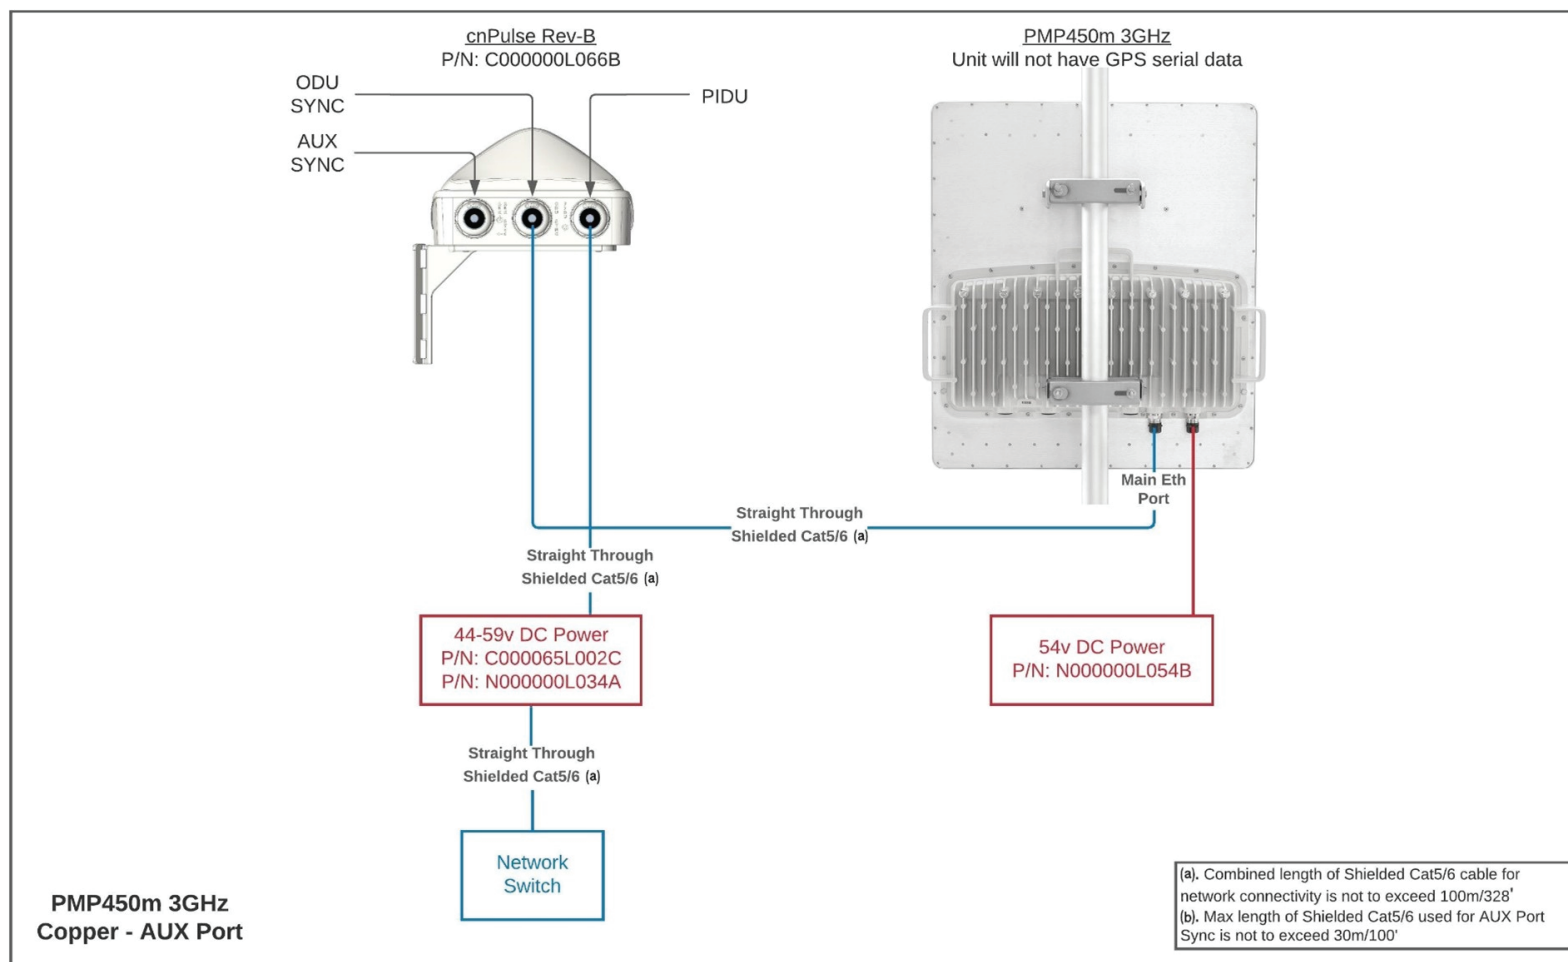 cnPulse Rev-B
P/N: C000000L066B
PMP450m 3GHz
Unit will not have GPS serial data
ODU
SYNC
PIDU
AUX
SYNC
Main Eth
Port
Straight Through
Shielded Cat5/6 (a)
Straight Through
Shielded Cat5/6 (a)
44-59v DC Power
P/N: C000065L002C
P/N: N000000L034A
54v DC Power
P/N: N000000L054B
Straight Through
Shielded Cat5/6 (a)
Network
Switch
PMP450m 3GHz
Copper - AUX Port
(a). Combined length of Shielded Cat5/6 cable for
network connectivity is not to exceed 100m/328'
(b). Max length of Shielded Cat5/6 used for AUX Port
Sync is not to exceed 30m/100'